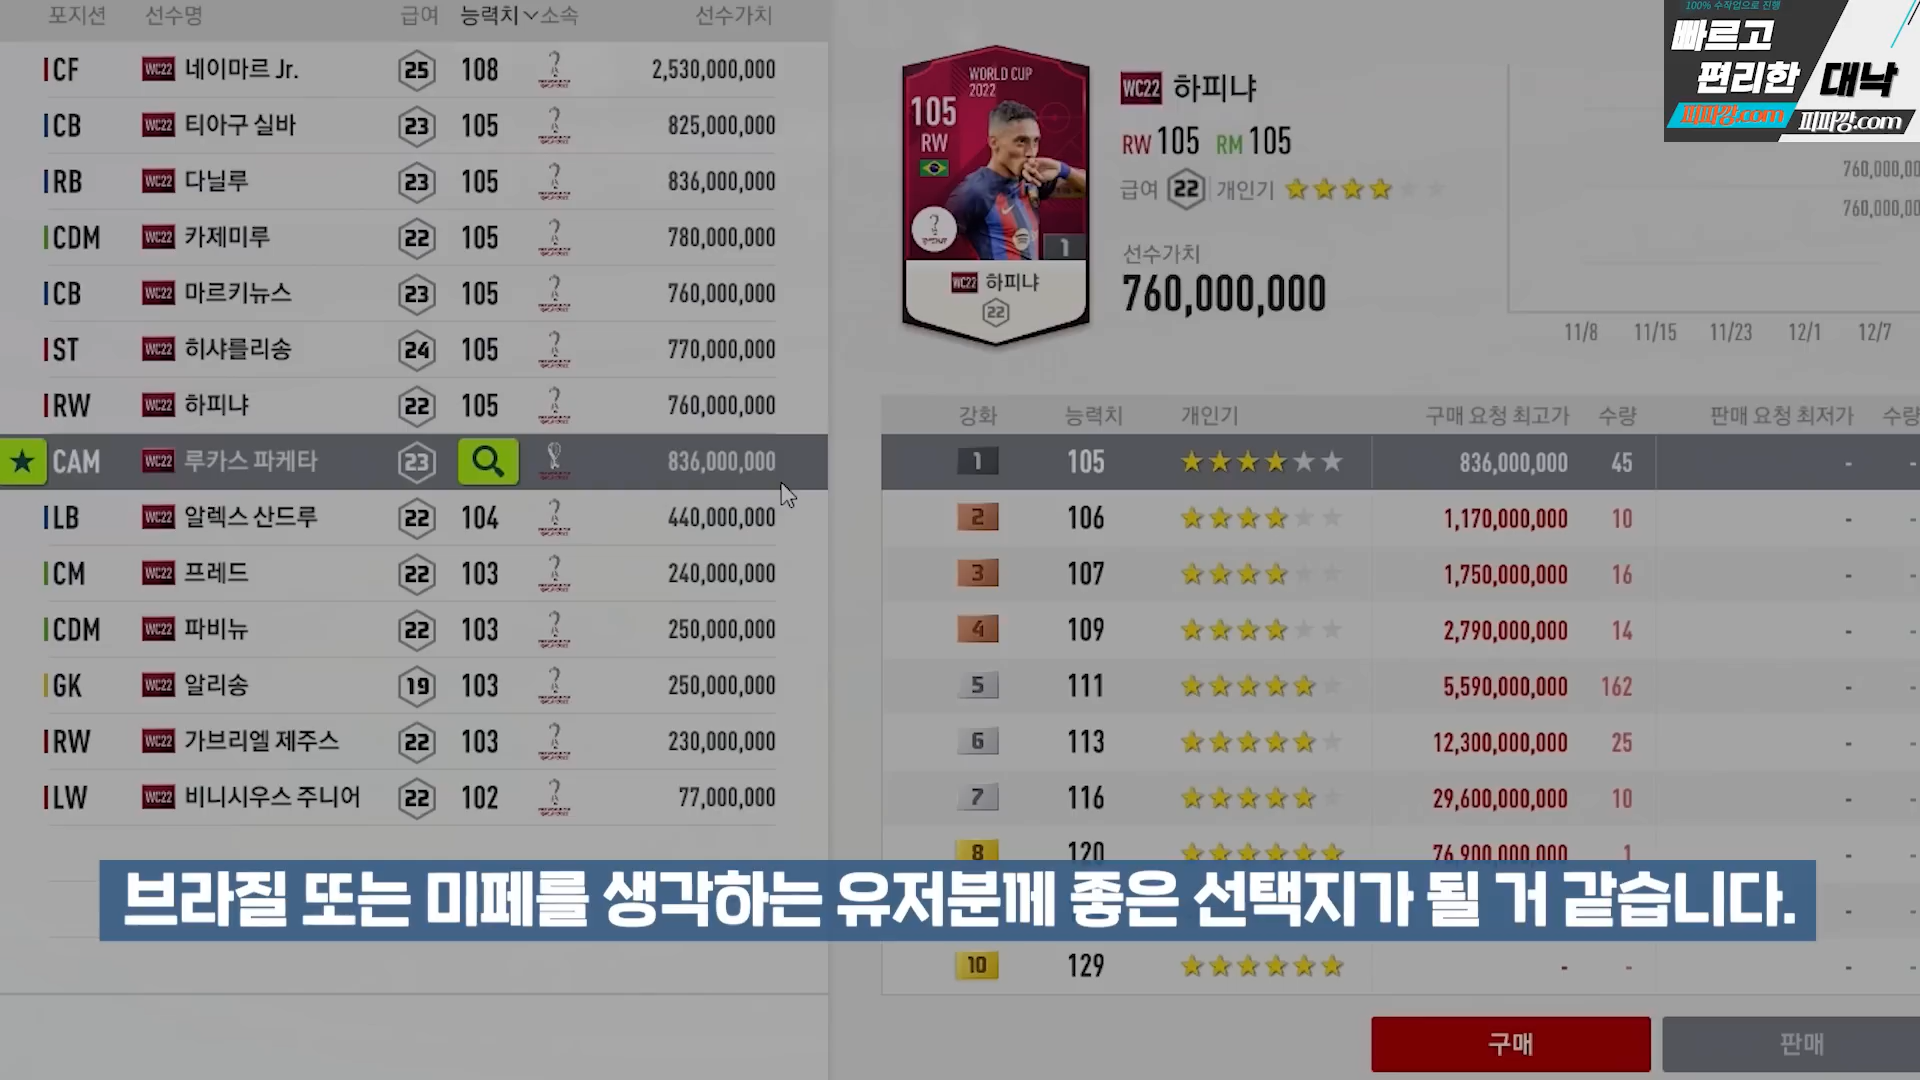 포지션 선수명 급여 능력치 소속 선수가치
CF WC22 네이마르 Jr. 25 108 2,530,000,000
CB WC22 티아구 실바 23 105 825,000,000
RB WC22 다닐루 23 105 836,000,000
CDM WC22 카제미루 22 105 780,000,000
CB WC22 마르키뉴스 23 105 760,000,000
ST WC22 히샤를리송 24 105 770,000,000
RW WC22 하피냐 22 105 760,000,000
CAM WC22 루카스 파케타 23 836,000,000
LB WC22 알렉스 산드루 22 104 440,000,000
CM WC22 프레드 22 103 240,000,000
CDM WC22 파비뉴 22 103 250,000,000
GK WC22 알리송 19 103 250,000,000
RW WC22 가브리엘 제주스 22 103 230,000,000
LW WC22 비니시우스 주니어 22 102 77,000,000
WORLD CUP
2022
105
RW
1
WC22 하피냐
22
WC22 하피냐
RW 105 RM 105
급여 22 개인기
선수가치
760,000,000
100% 수작업으로 진행
빠르고
편리한 대낙
피파깡.com 피파깡.com
760,000,00
760,000,00
11/8 11/15 11/23 12/1 12/7
강화 능력치 개인기 구매 요청 최고가 수량 판매 요청 최저가 수량
1 105 836,000,000 45 - -
2 106 1,170,000,000 10 - -
3 107 1,750,000,000 16 - -
4 109 2,790,000,000 14 - -
5 111 5,590,000,000 162 - -
6 113 12,300,000,000 25 - -
7 116 29,600,000,000 10 - -
8 120 76,900,000,000 1 - -
브라질 또는 미페를 생각하는 유저분께 좋은 선택지가 될 거 같습니다.
10 129 - - - -
구매 판매